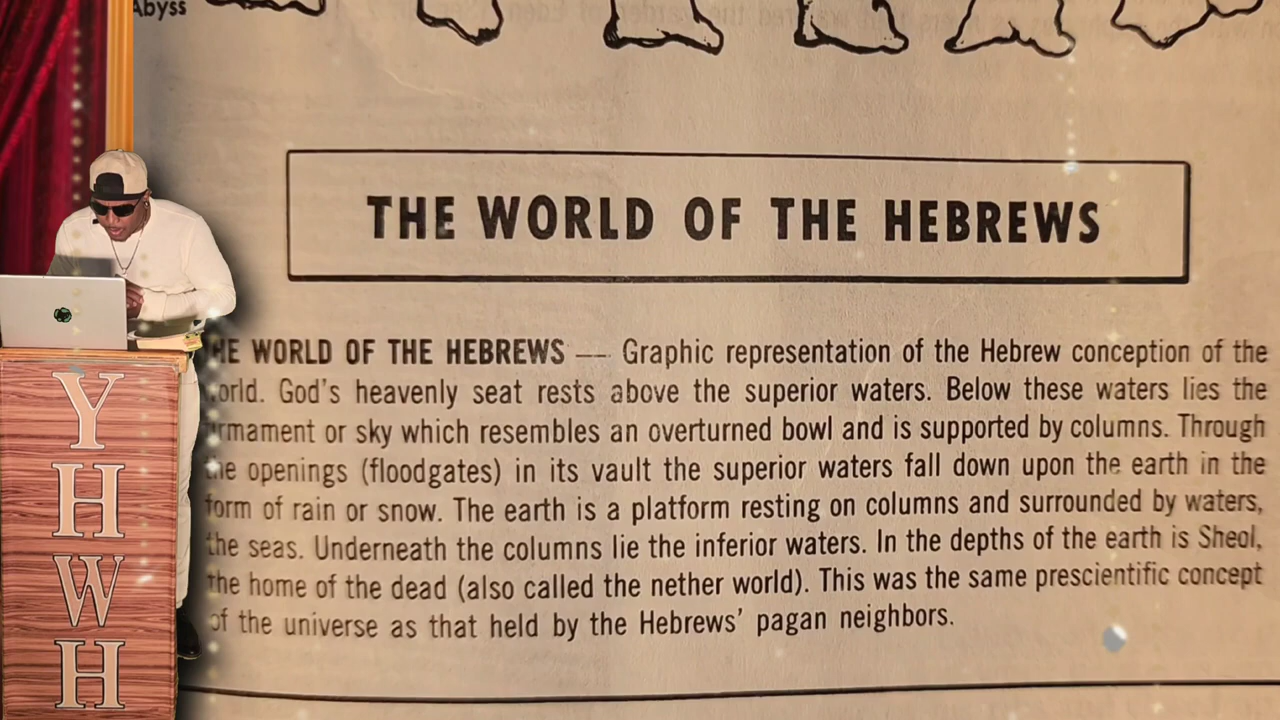 Abyss
THE WORLD OF THE HEBREWS
HE WORLD OF THE HEBREWS — Graphic representation of the Hebrew conception of the
orld. God's heavenly seat rests above the superior waters. Below these waters lies the
rmament or sky which resembles an overturned bowl and is supported by columns. Through
the openings (floodgates) in its vault the superior waters fall down upon the earth in the
form of rain or snow. The earth is a platform resting on columns and surrounded by waters,
the seas. Underneath the columns lie the inferior waters. In the depths of the earth is Sheol,
the home of the dead (also called the nether world). This was the same prescientific concept
of the universe as that held by the Hebrews' pagan neighbors.
Y
H
W
H